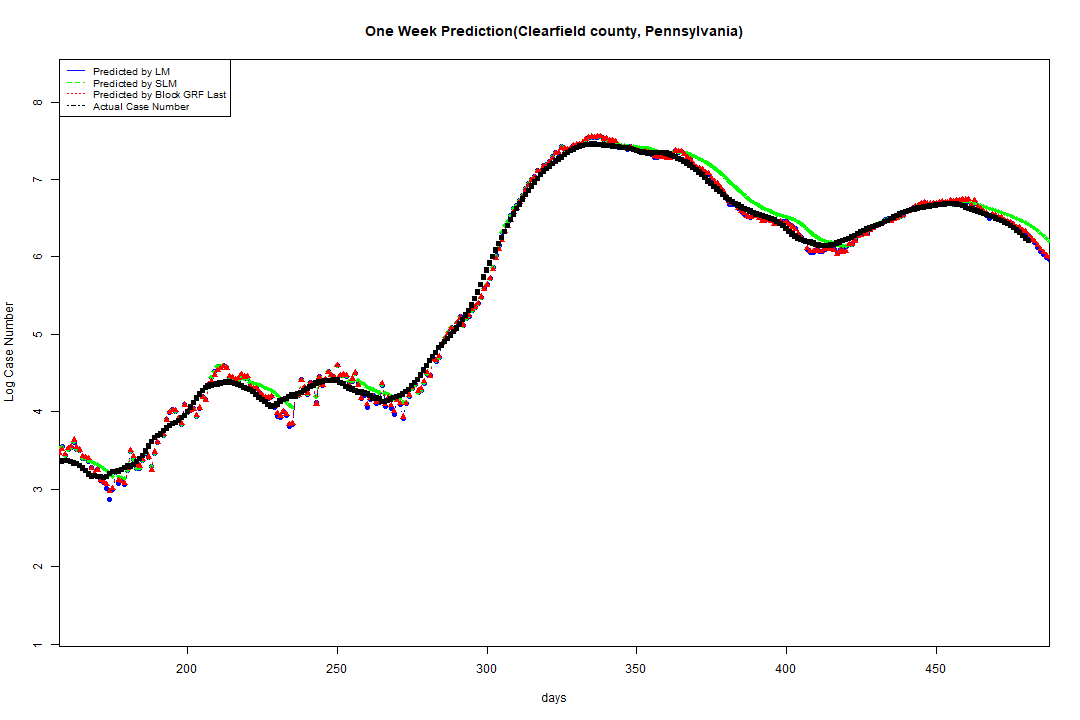 One Week Prediction(Clearfield county, Pennsylvania)
Predicted by LM
Predicted by SLM
Predicted by Block GRF Last
Actual Case Number
8
7
6
5
4
3
2
1
Log Case Number
200 250 300 350 400 450
days